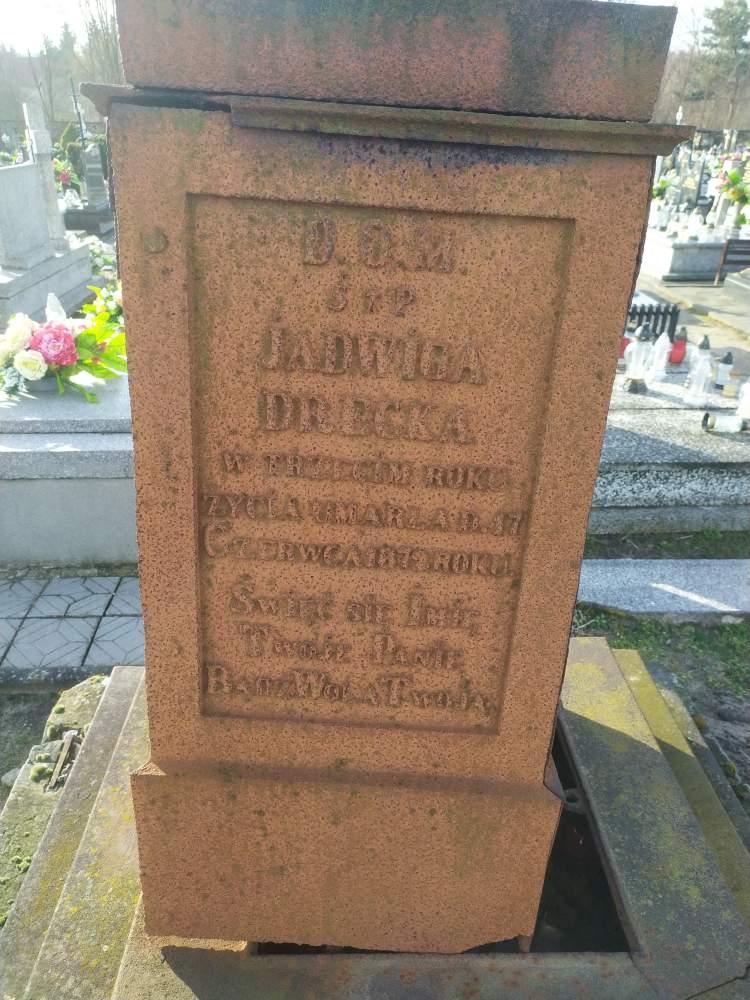 D. O. M.
Ś † P
JADWIGA
DRECKA
W TRZECIM ROKU
ŻYCIA UMARŁA D. 17
CZERWCA ROKU
ŚWIĘĆ SIĘ IMIĘ
TWOJE PANIE
BĄDŹ WOLA TWOJA